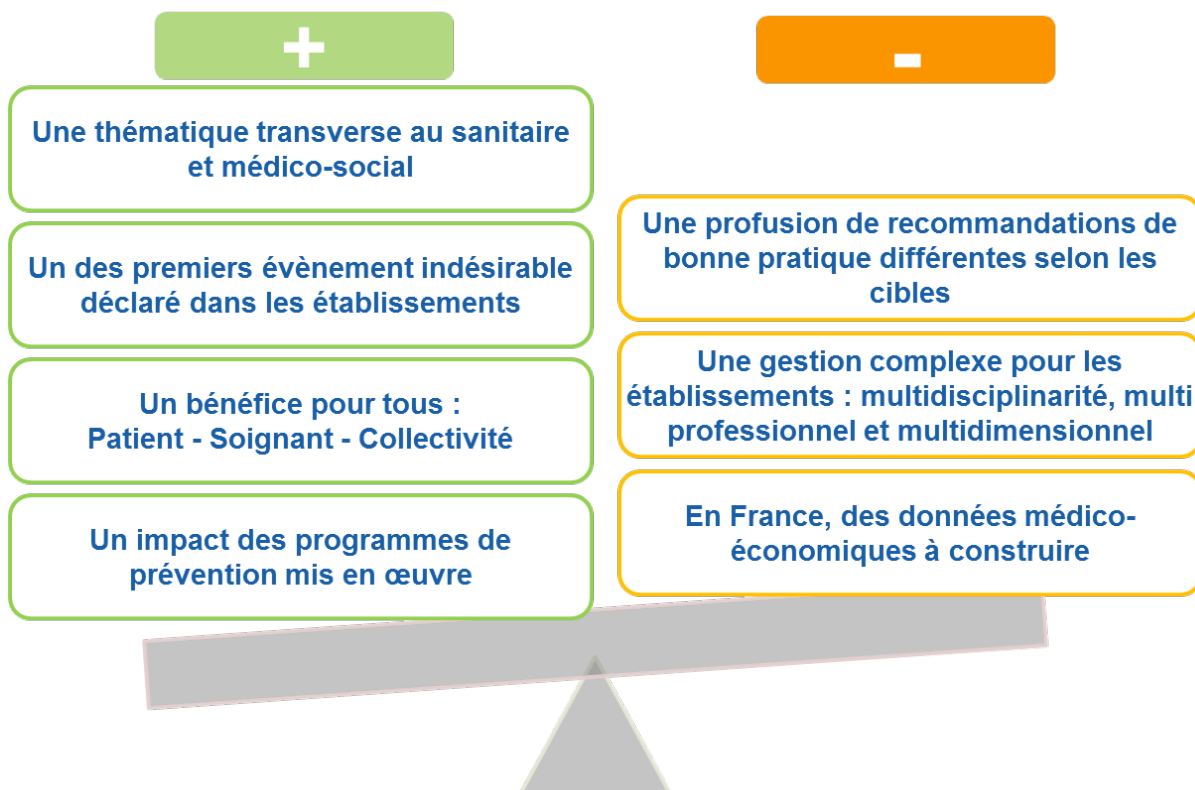 +
Une thématique transverse au sanitaire
et médico-social
Un des premiers évènement indésirable
déclaré dans les établissements
Un bénéfice pour tous :
Patient - Soignant - Collectivité
Un impact des programmes de
prévention mis en œuvre
-
Une profusion de recommandations de
bonne pratique différentes selon les
cibles
Une gestion complexe pour les
établissements : multidisciplinarité, multi
professionnel et multidimensionnel
En France, des données médico-
économiques à construire